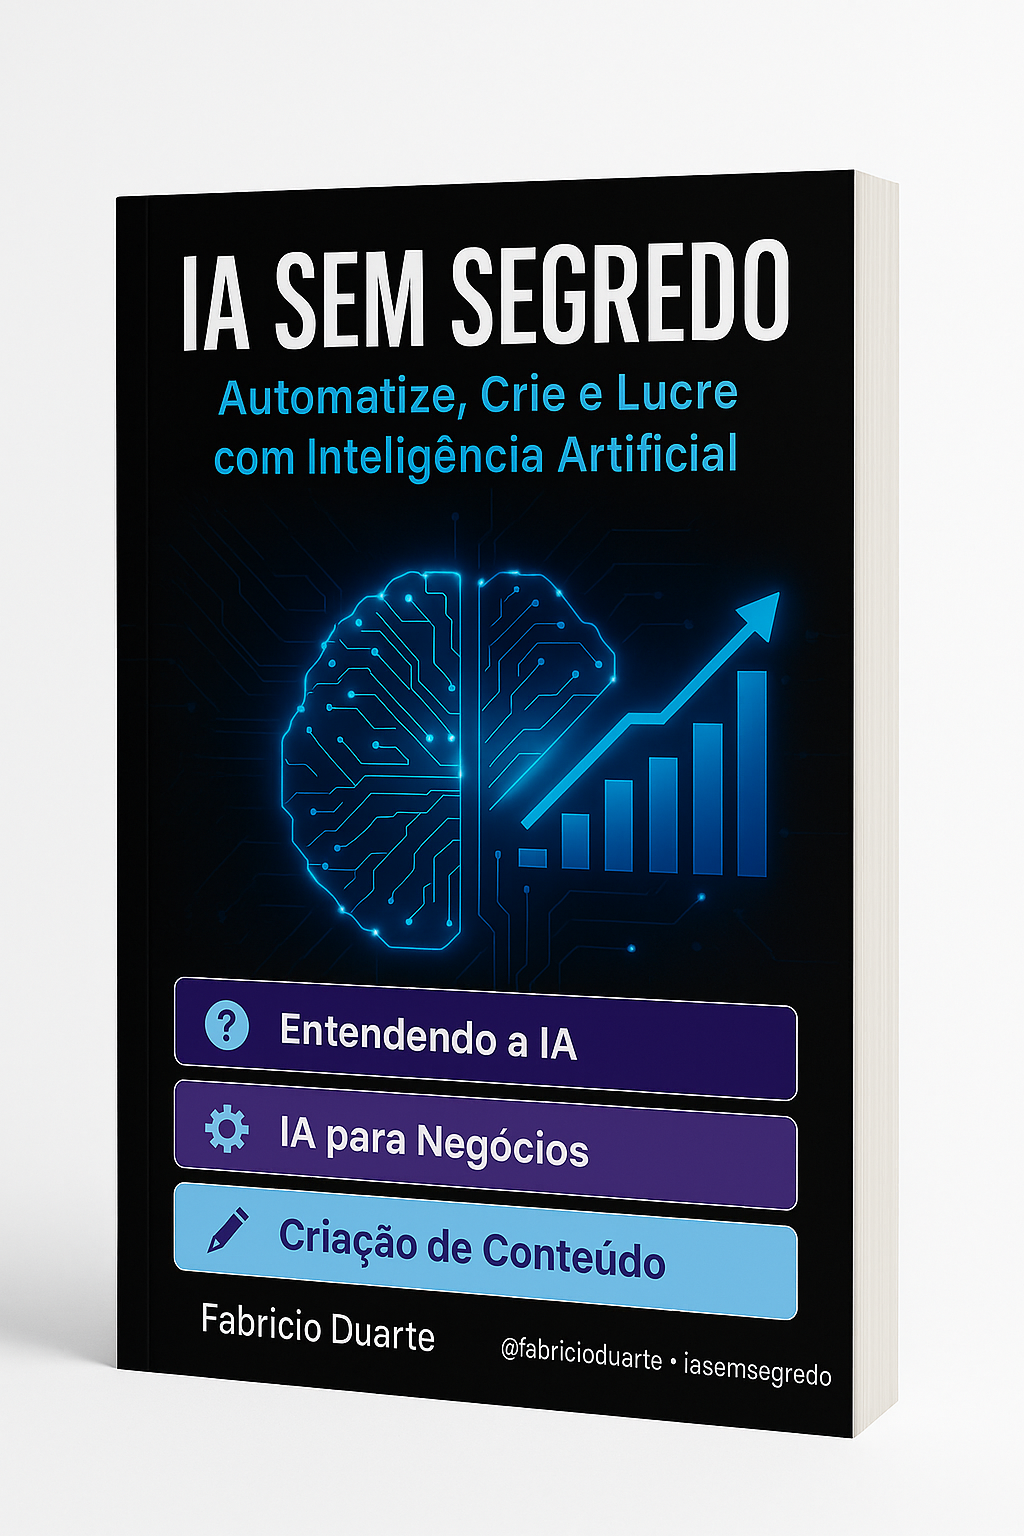 IA SEM SEGREDO
Automatize, Crie e Lucre
com Inteligência Artificial
?
Entendendo a IA
IA para Negócios
Criação de Conteúdo
Fabricio Duarte
@fabricioduarte • iasemsegredo